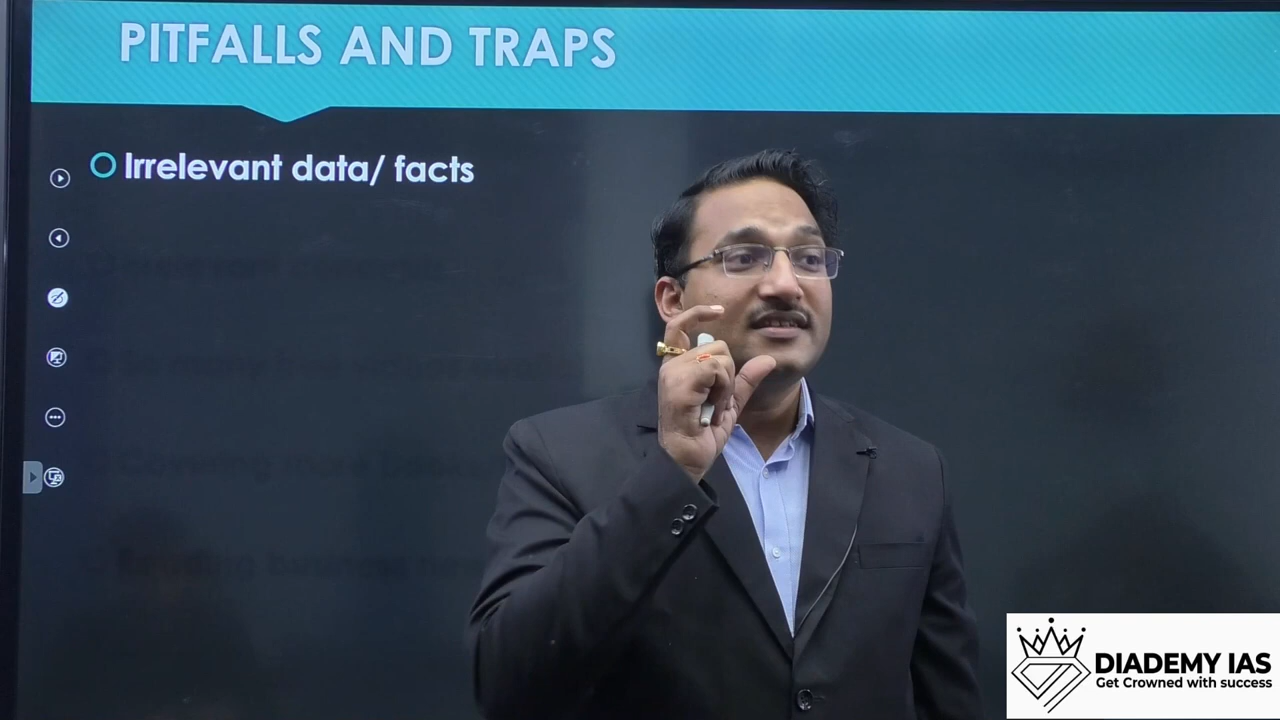 PITFALLS AND TRAPS
Irrelevant data/ facts
DIADEMY IAS
Get Crowned with success